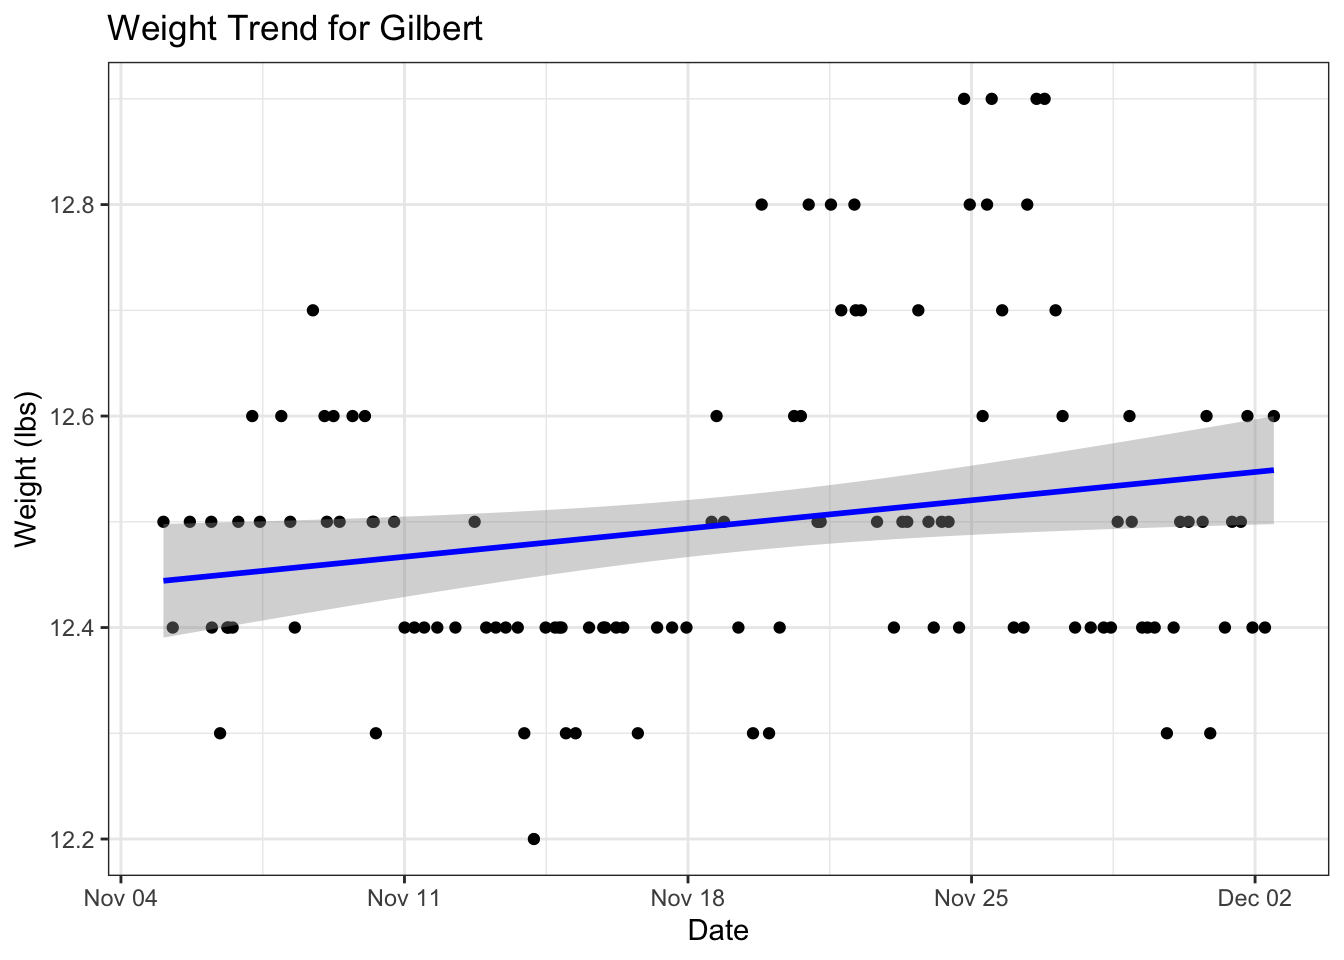 Weight Trend for Gilbert
Weight (lbs)
12.8
12.6
12.4
12.2
Nov 04 Nov 11 Nov 18 Nov 25 Dec 02
Date